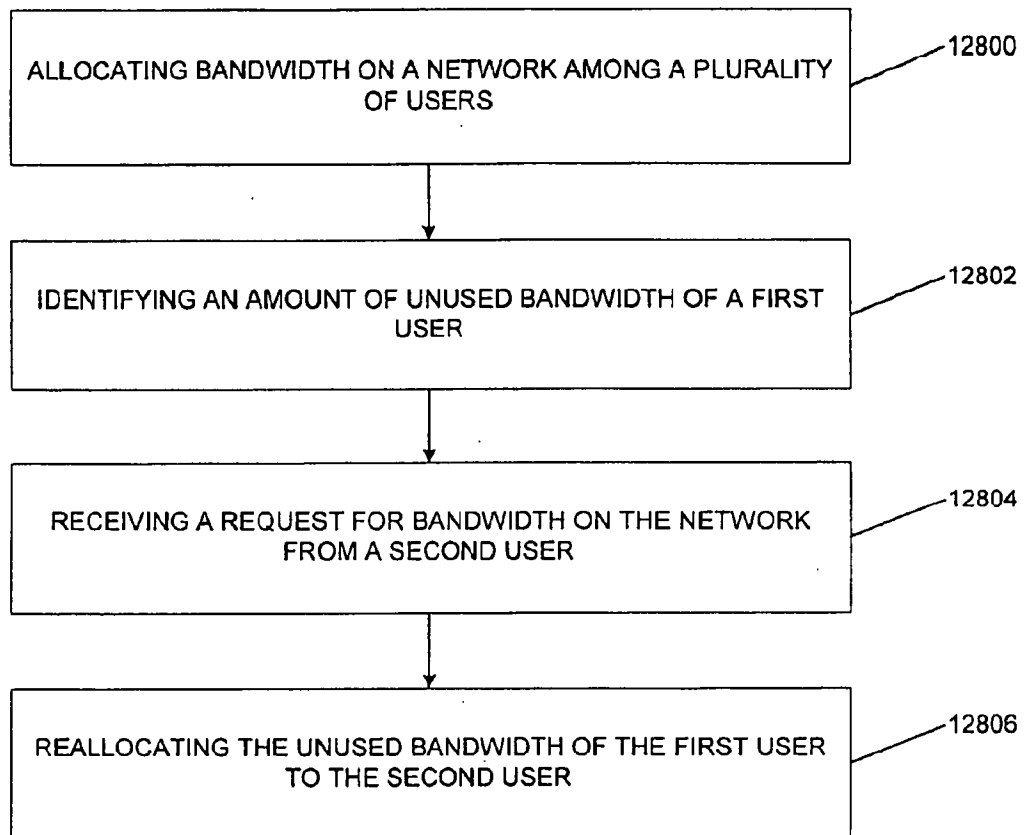 ALLOCATING BANDWIDTH ON A NETWORK AMONG A PLURALITY
OF USERS
12800
IDENTIFYING AN AMOUNT OF UNUSED BANDWIDTH OF A FIRST
USER
12802
RECEIVING A REQUEST FOR BANDWIDTH ON THE NETWORK
FROM A SECOND USER
12804
REALLOCATING THE UNUSED BANDWIDTH OF THE FIRST USER
TO THE SECOND USER
12806